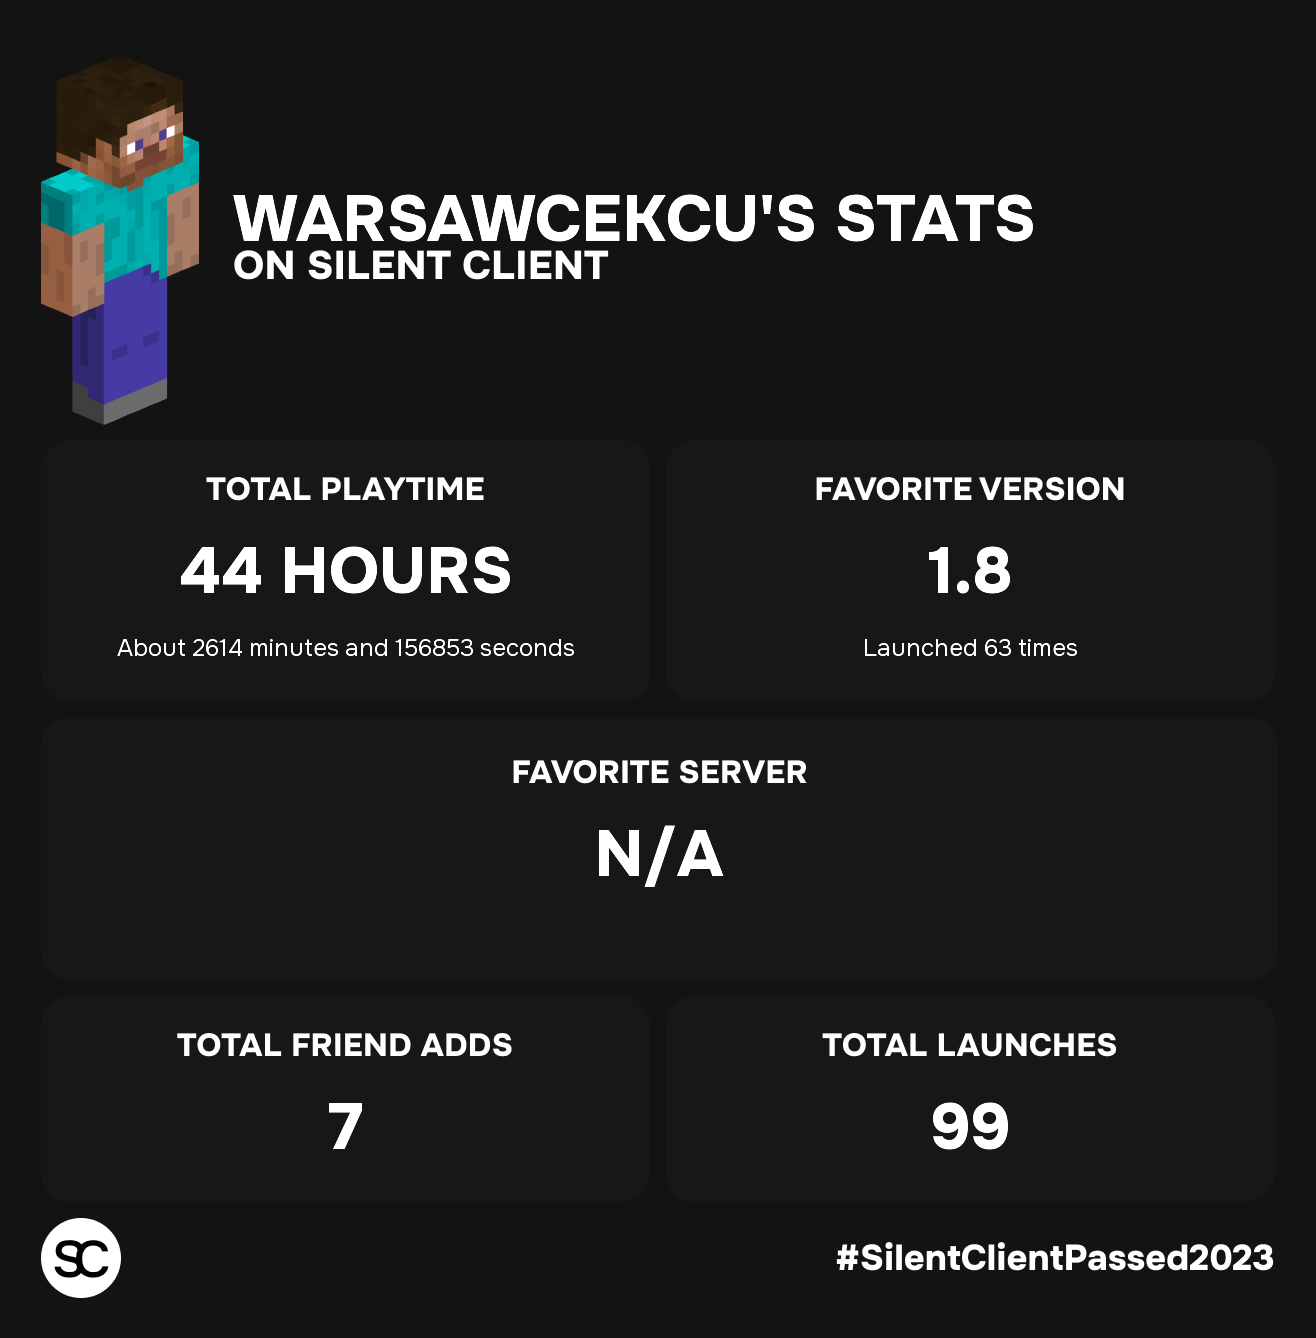 WARSAWCEKCU'S STATS
ON SILENT CLIENT
TOTAL PLAYTIME
44 HOURS
About 2614 minutes and 156853 seconds
FAVORITE VERSION
1.8
Launched 63 times
FAVORITE SERVER
N/A
TOTAL FRIEND ADDS
7
TOTAL LAUNCHES
99
SC
#SilentClientPassed2023